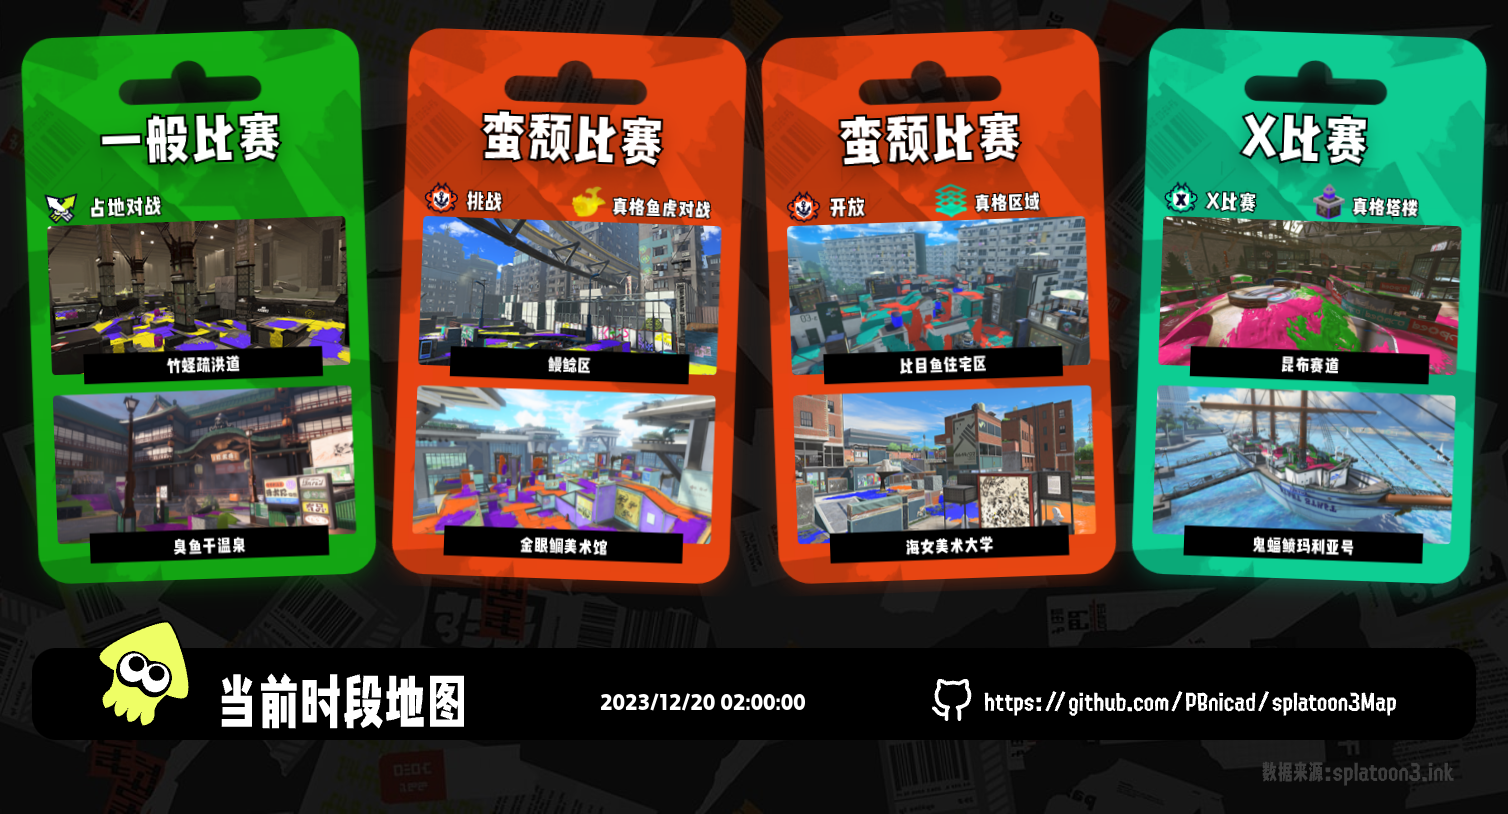 一般比赛
占地对战
竹蛏疏洪道
臭鱼干温泉
蛮颓比赛
挑战
真格鱼虎对战
鳗鲶区
金眼鲷美术馆
蛮颓比赛
开放
真格区域
比目鱼住宅区
海女美术大学
X比赛
X比赛
真格塔楼
昆布赛道
鬼蝠鲼玛利亚号
当前时段地图
2023/12/20 02:00:00
https://github.com/PBnicad/splatoon3Map
数据来源:splatoon3.ink